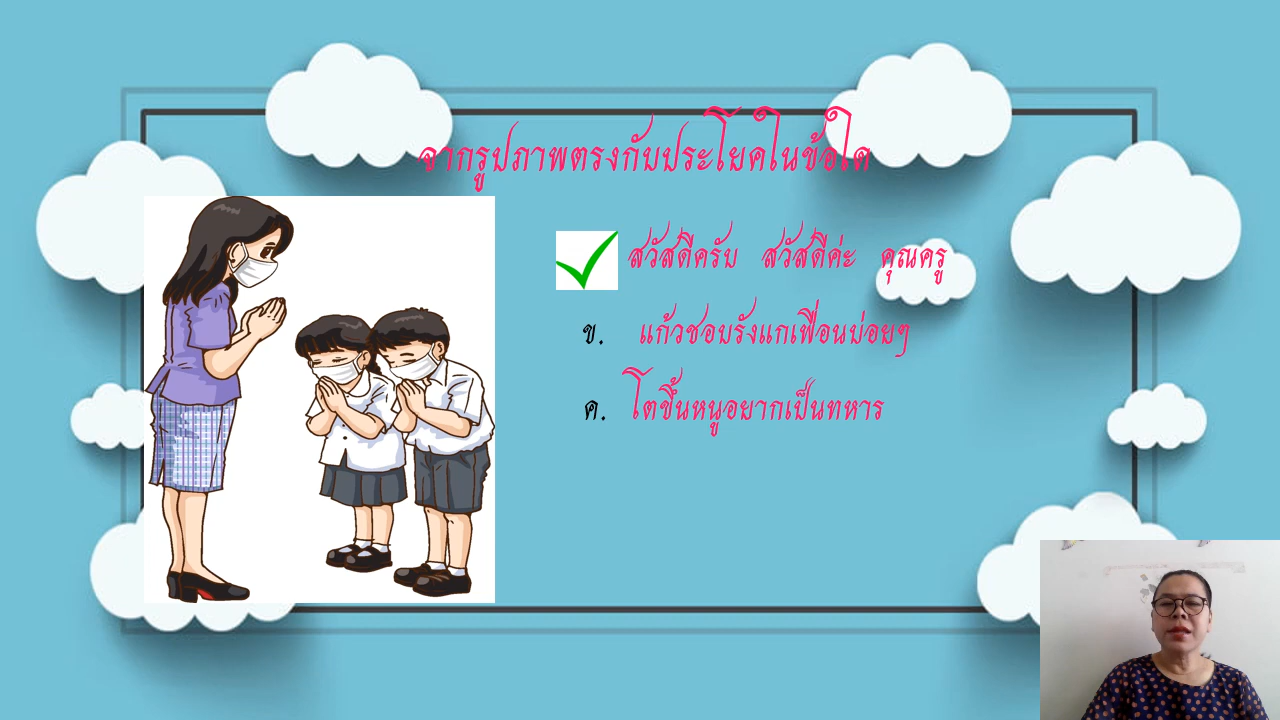 จากรูปภาพตรงกับประโยคในข้อใด
สวัสดีครับ สวัสดีค่ะ คุณครู
ข. แก้วชอบรังแกเพื่อนบ่อยๆ
ค. โตขึ้นหนูอยากเป็นทหาร